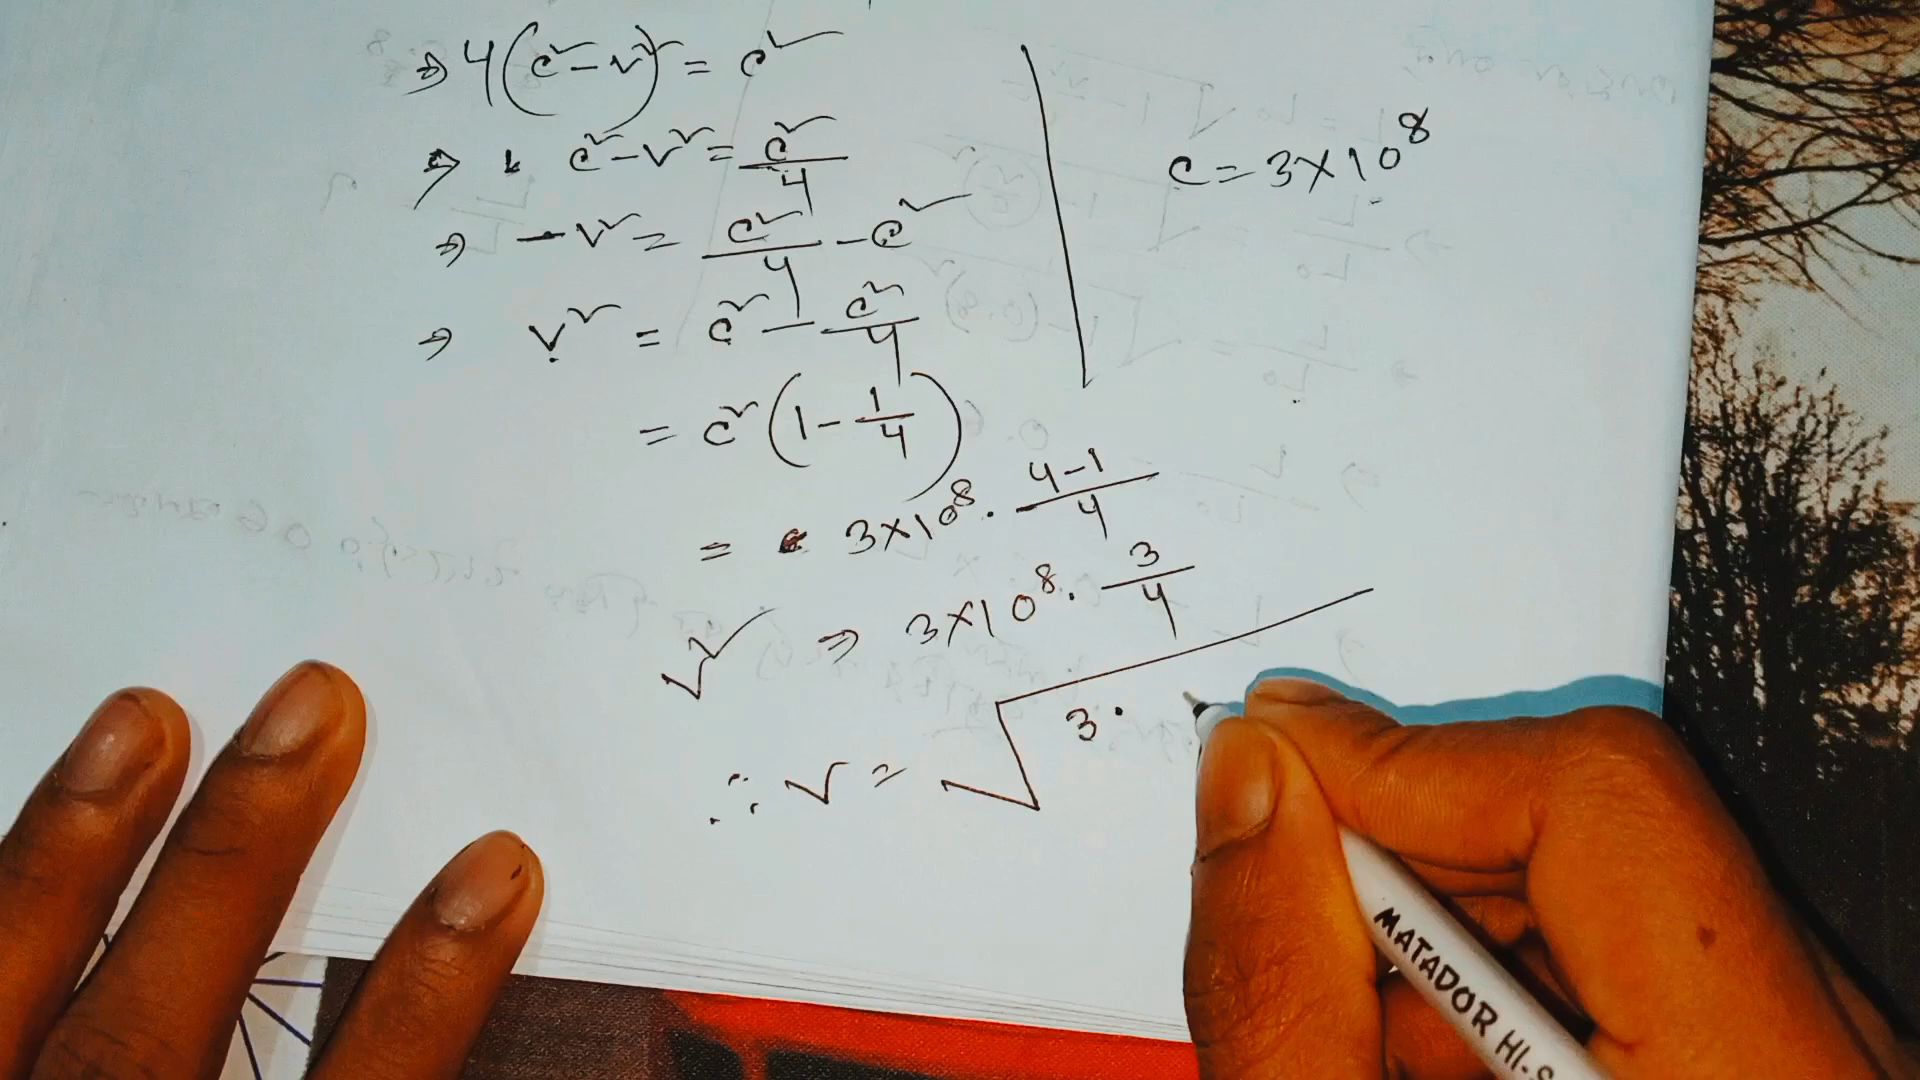 ⇒ 4(c² - v²) = c²
⇒ c² - v² = c²/4
⇒ -v² = c²/4 - c²
⇒ v² = c² - c²/4
= c²(1 - 1/4)
= 3×10⁸ · 4-1/4
v² ⇒ 3×10⁸ · 3/4
∴ v = √3 ·
c = 3×10⁸
MATADOR HI-S